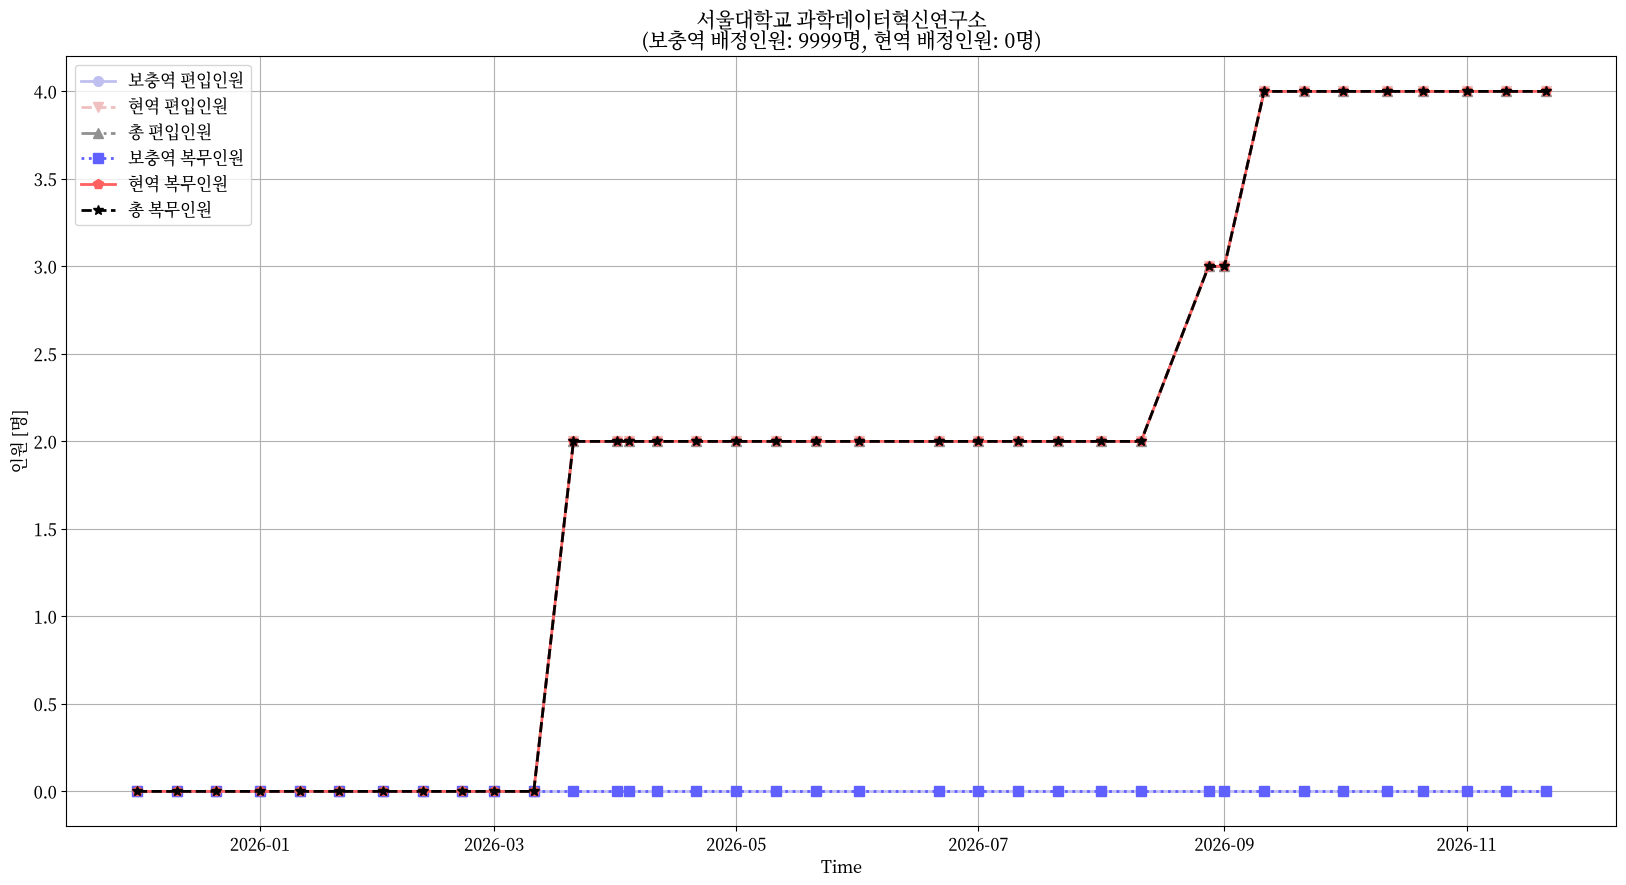 서울대학교 과학데이터혁신연구소
(보충역 배정인원: 9999명, 현역 배정인원: 0명)
보충역 편입인원
현역 편입인원
총 편입인원
보충역 복무인원
현역 복무인원
총 복무인원
4.0
3.5
3.0
2.5
2.0
1.5
1.0
0.5
0.0
인원 [명]
2026-01 2026-03 2026-05 2026-07 2026-09 2026-11
Time